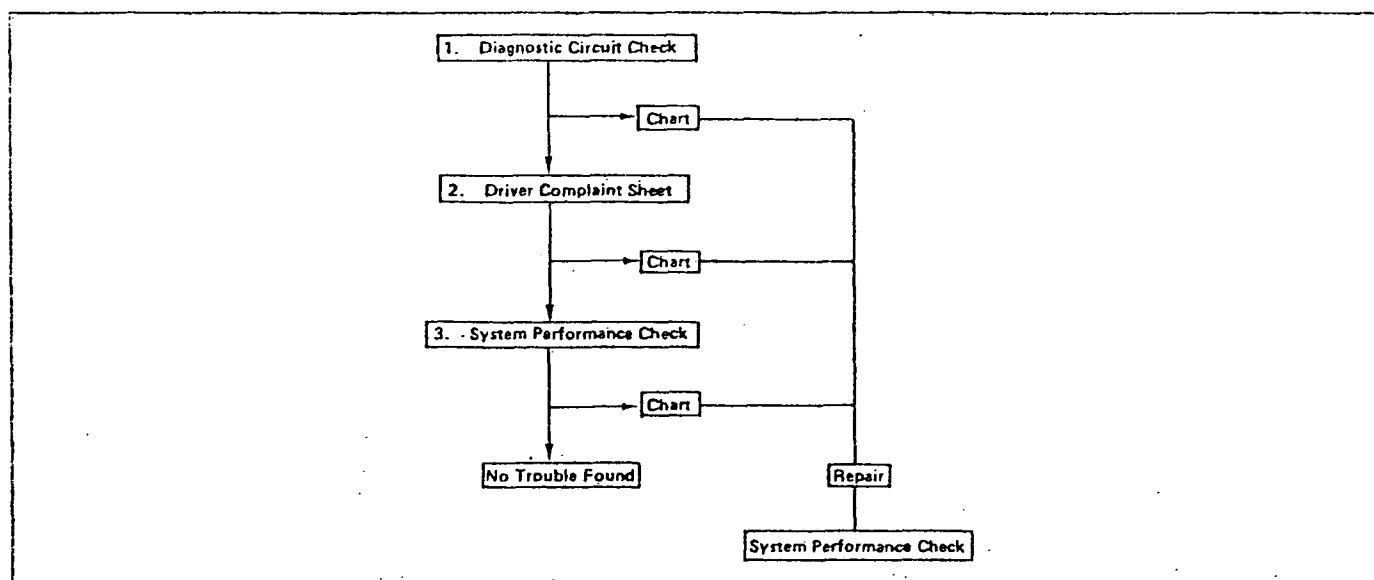 1. Diagnostic Circuit Check
Chart
2. Driver Complaint Sheet
Chart
3. System Performance Check
Chart
No Trouble Found
Repair
System Performance Check